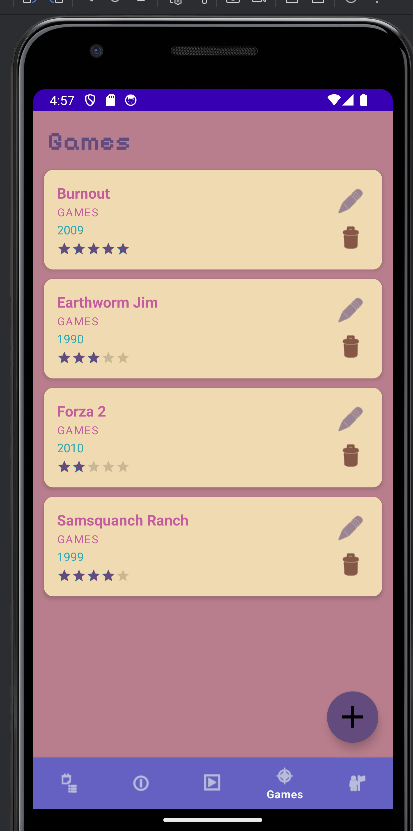 4:57
Games
Burnout
GAMES
2009
Earthworm Jim
GAMES
1990
Forza 2
GAMES
2010
Samsquanch Ranch
GAMES
1999
Games